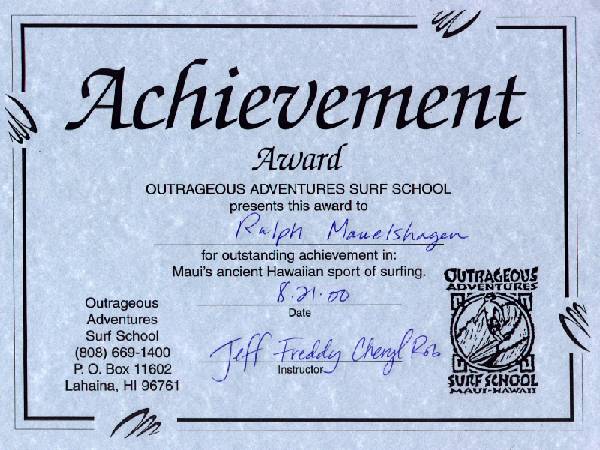 Achievement
Award
OUTRAGEOUS ADVENTURES SURF SCHOOL
presents this award to
Ralph Mauelshagen
for outstanding achievement in:
Maui's ancient Hawaiian sport of surfing.
8.21.00
Date
Jeff Freddy Cheryl Rob
Instructor
Outrageous
Adventures
Surf School
(808) 669-1400
P. O. Box 11602
Lahaina, HI 96761
OUTRAGEOUS
ADVENTURES
SURF SCHOOL
MAUI-HAWAII